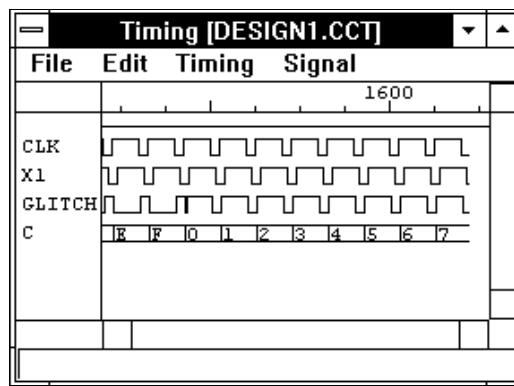 Timing [DESIGN1.CCT]
File Edit Timing Signal
1600
CLK
X1
GLITCH
C E F 0 1 2 3 4 5 6 7